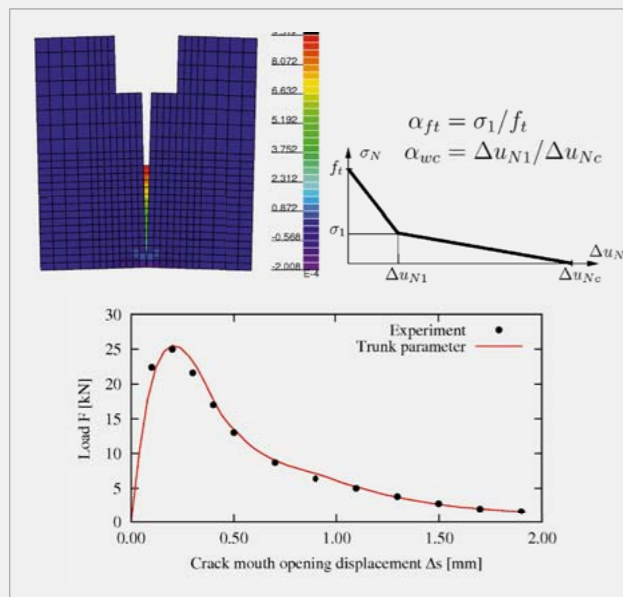 8.072
6.632
5.192
3.752
2.312
0.872
-0.568
-2.008
E-4
α_ft = σ₁/f_t
α_wc = Δu_N1/Δu_Nc
σ_N
f_t
σ₁
Δu_N
Δu_N1
Δu_Nc
30
25
20
15
10
5
0
Load F [kN]
Experiment
Trunk parameter
0.00
0.50
1.00
1.50
2.00
Crack mouth opening displacement Δs [mm]